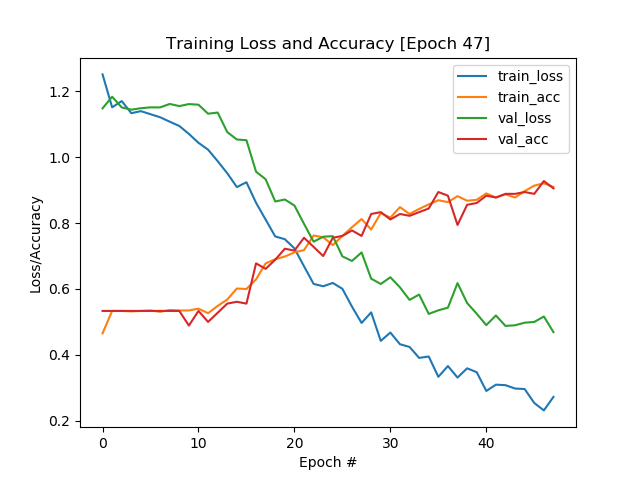 Training Loss and Accuracy [Epoch 47]
train_loss
train_acc
val_loss
val_acc
Loss/Accuracy
1.2
1.0
0.8
0.6
0.4
0.2
0 10 20 30 40
Epoch #